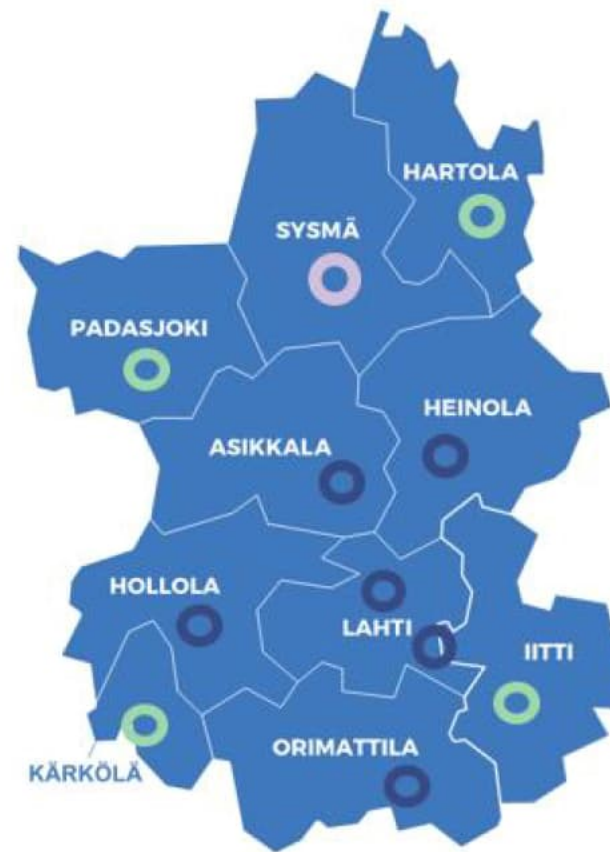 HARTOLA
SYSMÄ
PADASJOKI
HEINOLA
ASIKKALA
HOLLOLA
LAHTI
IITTI
ORIMATTILA
KÄRKÖLÄ